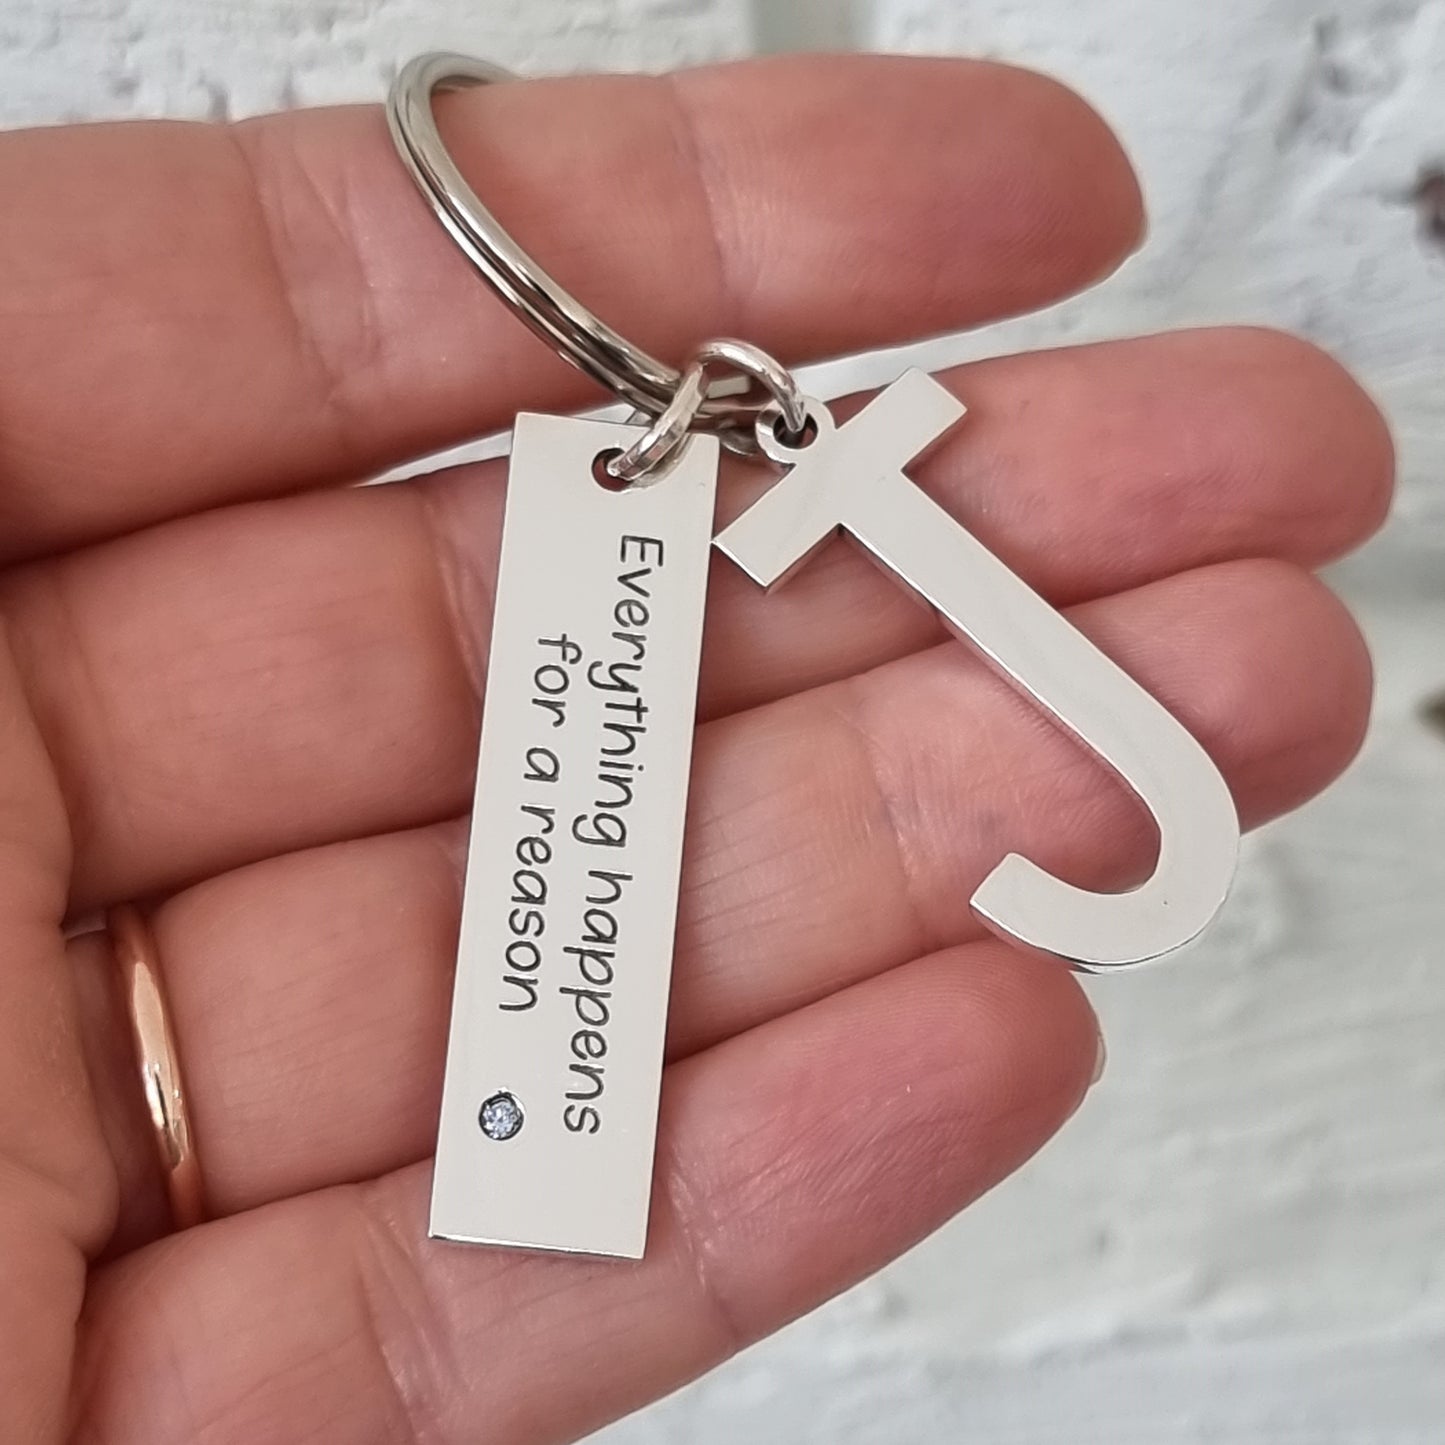 Everything happens
for a reason
J